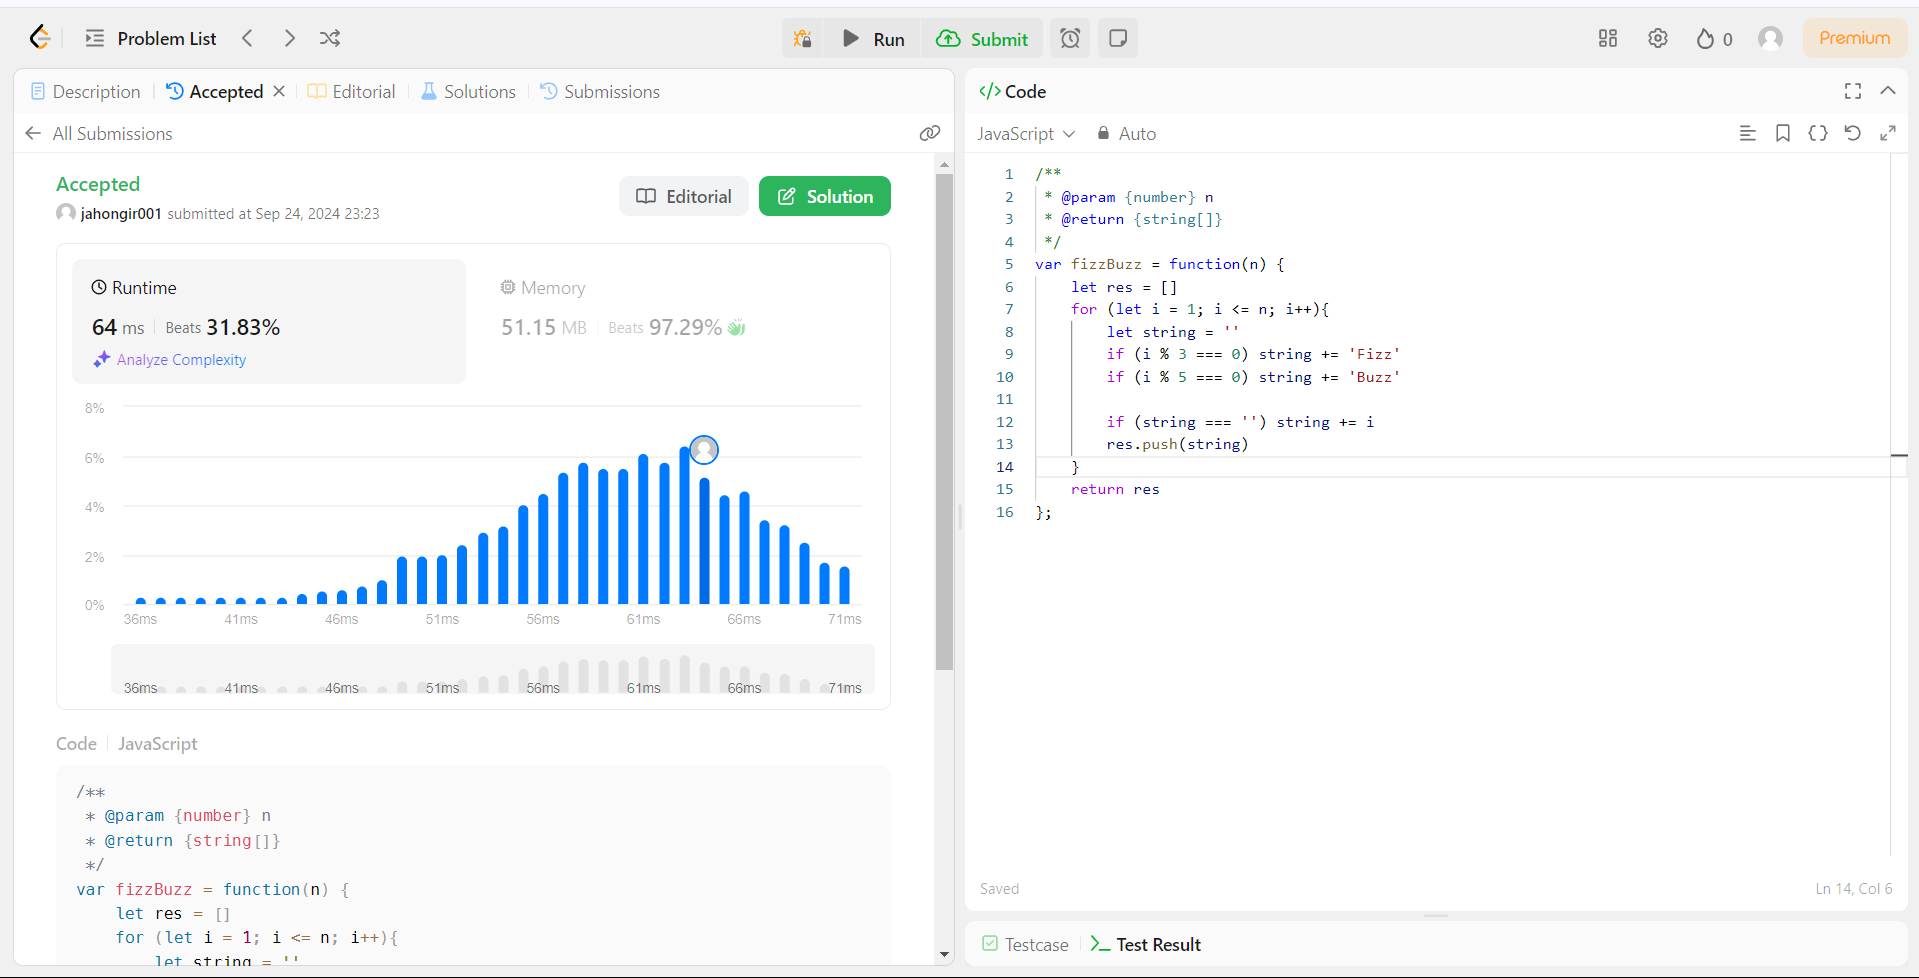 Problem List
Run
Submit
0
Premium
Description
Accepted
Editorial
Solutions
Submissions
All Submissions
Accepted
Editorial
Solution
jahongir001 submitted at Sep 24, 2024 23:23
Runtime
64 ms
Beats 31.83%
Analyze Complexity
Memory
51.15 MB
Beats 97.29%
8%
6%
4%
2%
0%
36ms 41ms 46ms 51ms 56ms 61ms 66ms 71ms
36ms 41ms 46ms 51ms 56ms 61ms 66ms 71ms
Code
JavaScript
/**
* @param {number} n
* @return {string[]}
*/
var fizzBuzz = function(n) {
let res = []
for (let i = 1; i <= n; i++){
let string = ''
</> Code
JavaScript
Auto
1 /**
2 * @param {number} n
3 * @return {string[]}
4 */
5 var fizzBuzz = function(n) {
6 let res = []
7 for (let i = 1; i <= n; i++){
8 let string = ''
9 if (i % 3 === 0) string += 'Fizz'
10 if (i % 5 === 0) string += 'Buzz'
11
12 if (string === '') string += i
13 res.push(string)
14 }
15 return res
16 };
Saved
Ln 14, Col 6
Testcase
Test Result